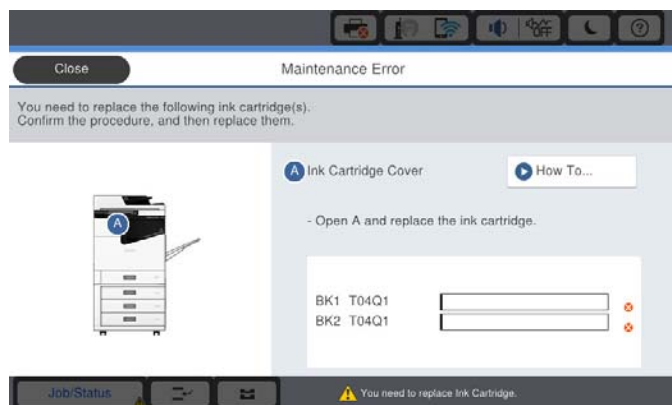 OFF
Close
Maintenance Error
You need to replace the following ink cartridge(s).
Confirm the procedure, and then replace them.
A Ink Cartridge Cover
How To...
A
- Open A and replace the ink cartridge.
BK1 T04Q1
BK2 T04Q1
Job/Status
You need to replace Ink Cartridge.